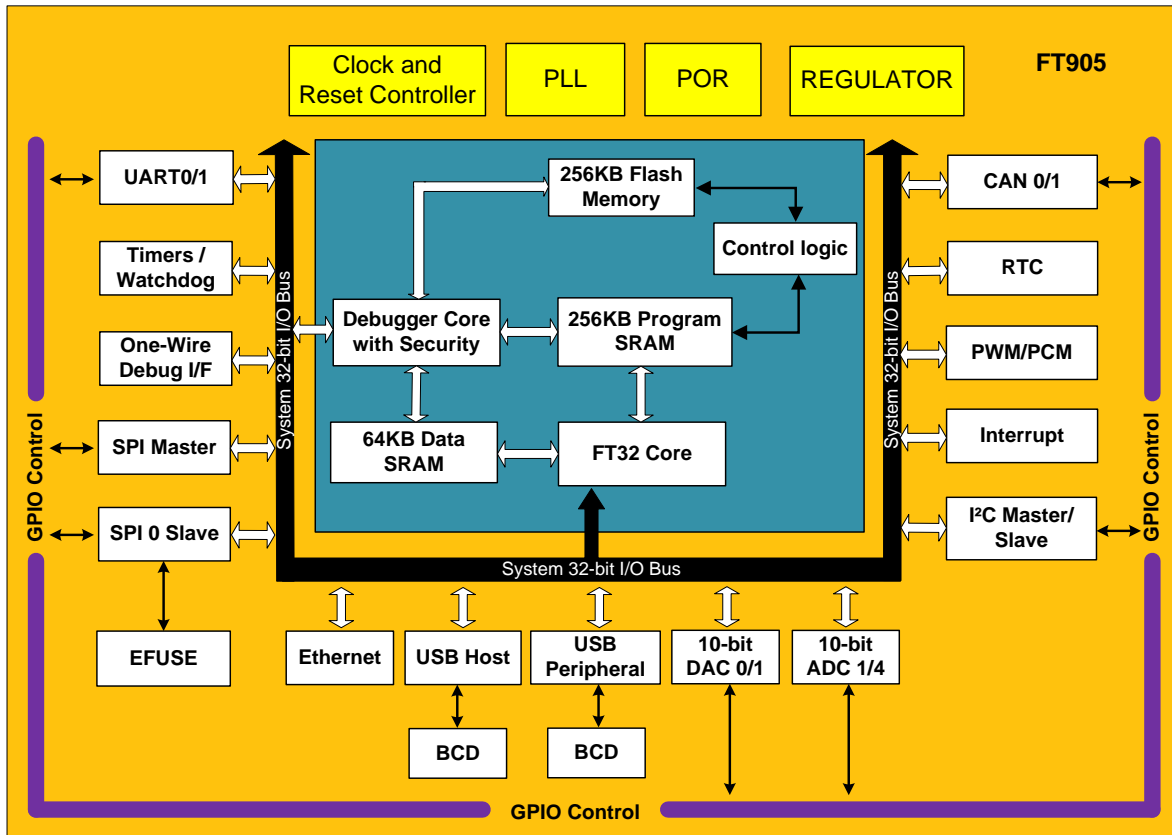 Clock and
Reset Controller
PLL
POR
REGULATOR
FT905
UART0/1
Timers /
Watchdog
One-Wire
Debug I/F
SPI Master
SPI 0 Slave
EFUSE
GPIO Control
System 32-bit I/O Bus
256KB Flash
Memory
Control logic
Debugger Core
with Security
256KB Program
SRAM
64KB Data
SRAM
FT32 Core
System 32-bit I/O Bus
System 32-bit I/O Bus
CAN 0/1
RTC
PWM/PCM
Interrupt
I²C Master/
Slave
GPIO Control
Ethernet
USB Host
USB
Peripheral
10-bit
DAC 0/1
10-bit
ADC 1/4
BCD
BCD
GPIO Control